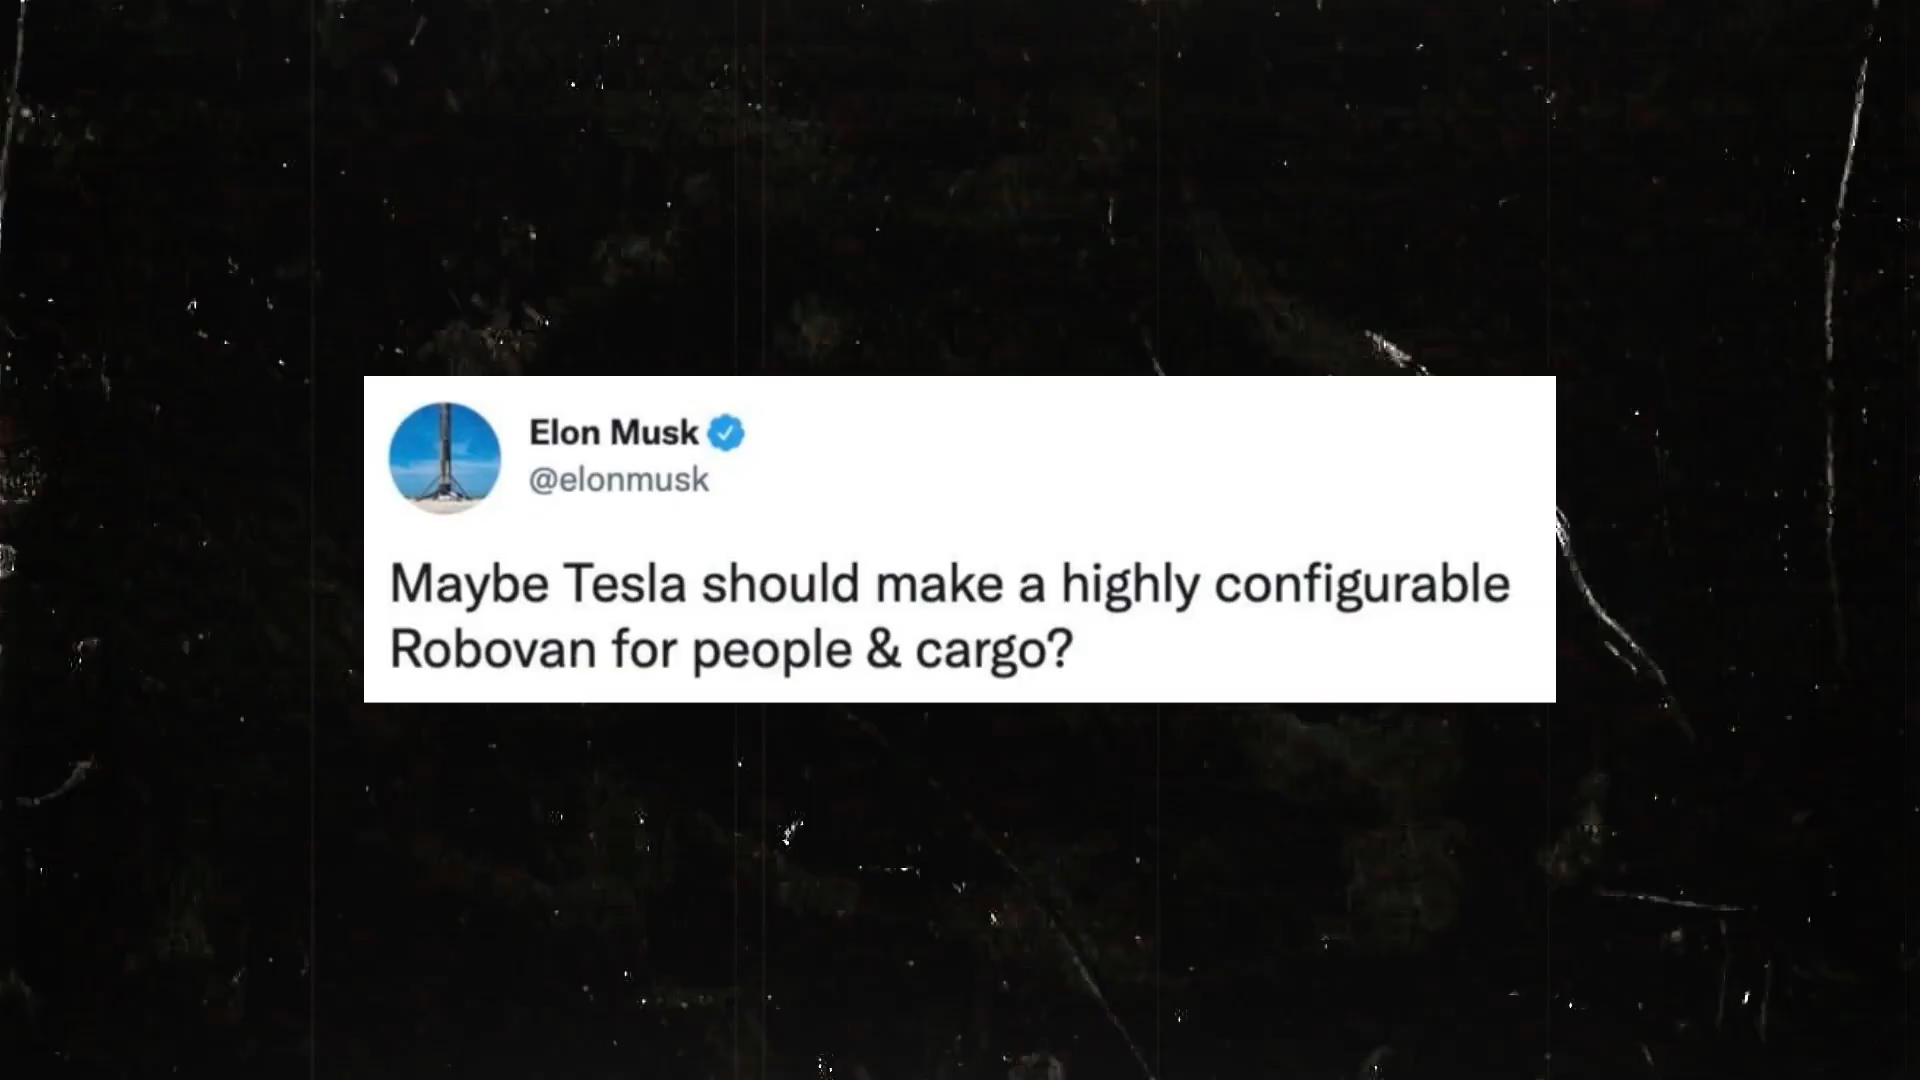 Elon Musk
@elonmusk
Maybe Tesla should make a highly configurable
Robovan for people & cargo?